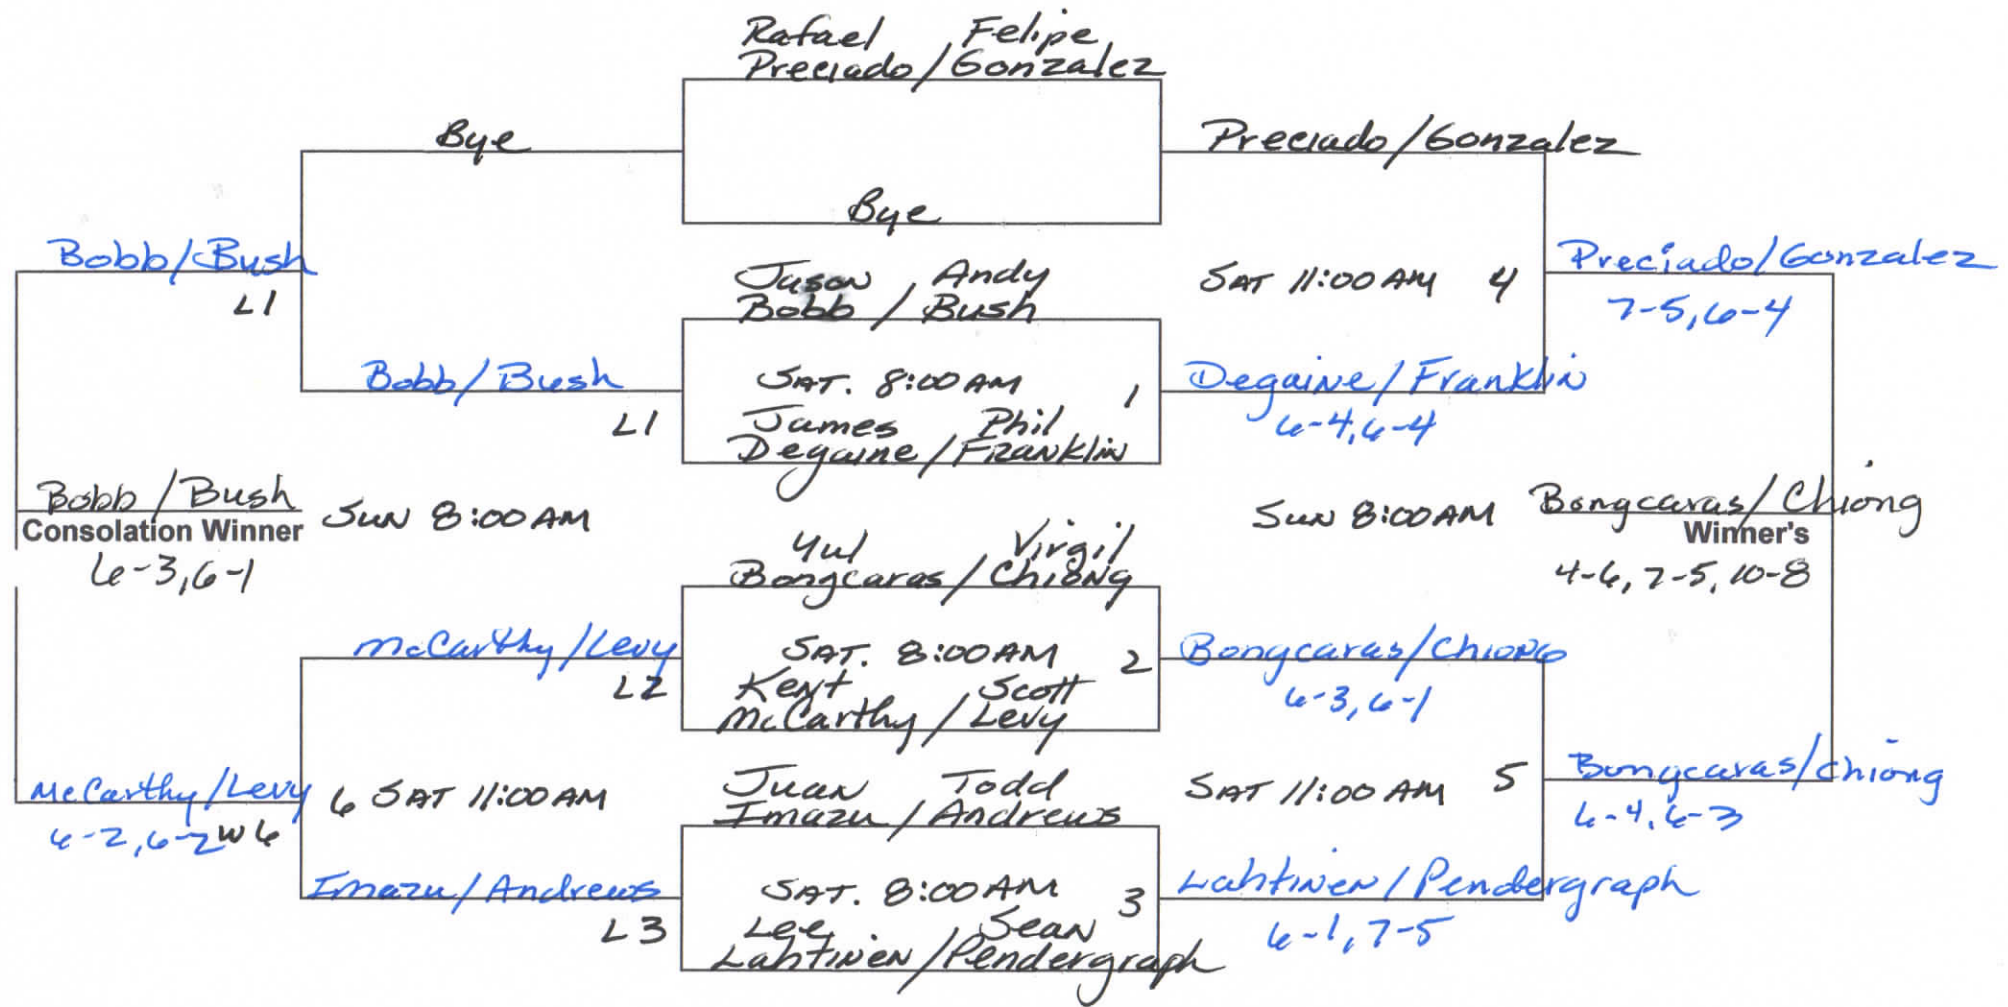 Rafael Felipe
Preciado/Gonzalez
Bye
Preciado/Gonzalez
Bye
Bobb/Bush
L1
Jason Andy
Bobb / Bush
SAT 11:00 AM 4
Preciado/Gonzalez
7-5, 6-4
Bobb/Bush
L1
SAT. 8:00 AM 1
James Phil
Degaine/Franklin
Degaine/Franklin
6-4, 6-4
Bobb/Bush
Consolation Winner
6-3, 6-1
SUN 8:00 AM
SUN 8:00 AM
Bongcaras/Chiong
Winner's
4-6, 7-5, 10-8
Yul Virgil
Bongcaras/Chiong
McCarthy/Levy
L2
SAT. 8:00 AM 2
Kent Scott
McCarthy/Levy
Bongcaras/Chiong
6-3, 6-1
McCarthy/Levy
6-2, 6-2 W6
6 SAT 11:00 AM
Juan Todd
Imazu/Andrews
SAT 11:00 AM 5
Bongcaras/Chiong
6-4, 6-3
Imazu/Andrews
L3
SAT. 8:00 AM 3
Lee Sean
Lahtinen/Pendergraph
Lahtinen/Pendergraph
6-1, 7-5